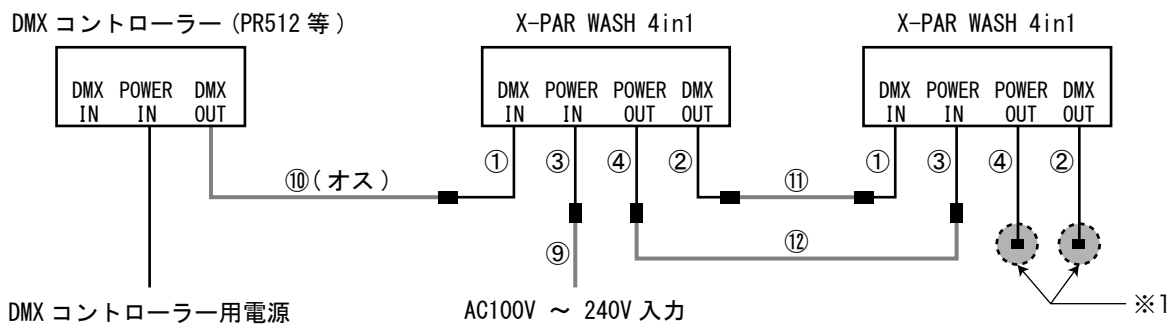 DMX コントローラー (PR512 等 )
X-PAR WASH 4in1
X-PAR WASH 4in1
DMX IN
POWER IN
DMX OUT
DMX IN
POWER IN
POWER OUT
DMX OUT
DMX IN
POWER IN
POWER OUT
DMX OUT
① ③ ④ ② ① ③ ④ ②
⑩( オス )
⑪
⑨
⑫
※1
DMX コントローラー用電源
AC100V ～ 240V 入力